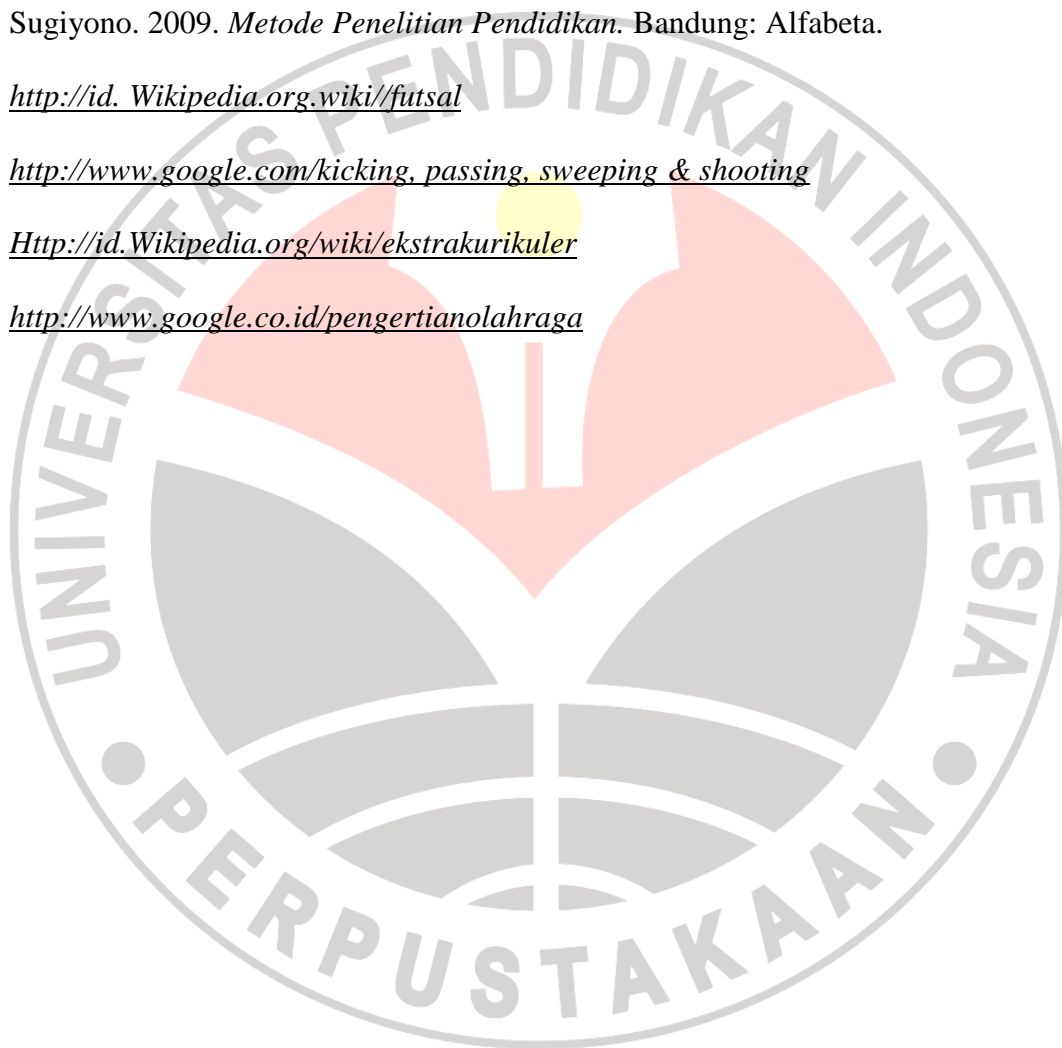 Sugiyono. 2009. Metode Penelitian Pendidikan. Bandung: Alfabeta.
http://id. Wikipedia.org.wiki//futsal
http://www.google.com/kicking, passing, sweeping & shooting
Http://id.Wikipedia.org/wiki/ekstrakurikuler
http://www.google.co.id/pengertianolahraga
UNIVERSITAS PENDIDIKAN INDONESIA
PERPUSTAKAAN